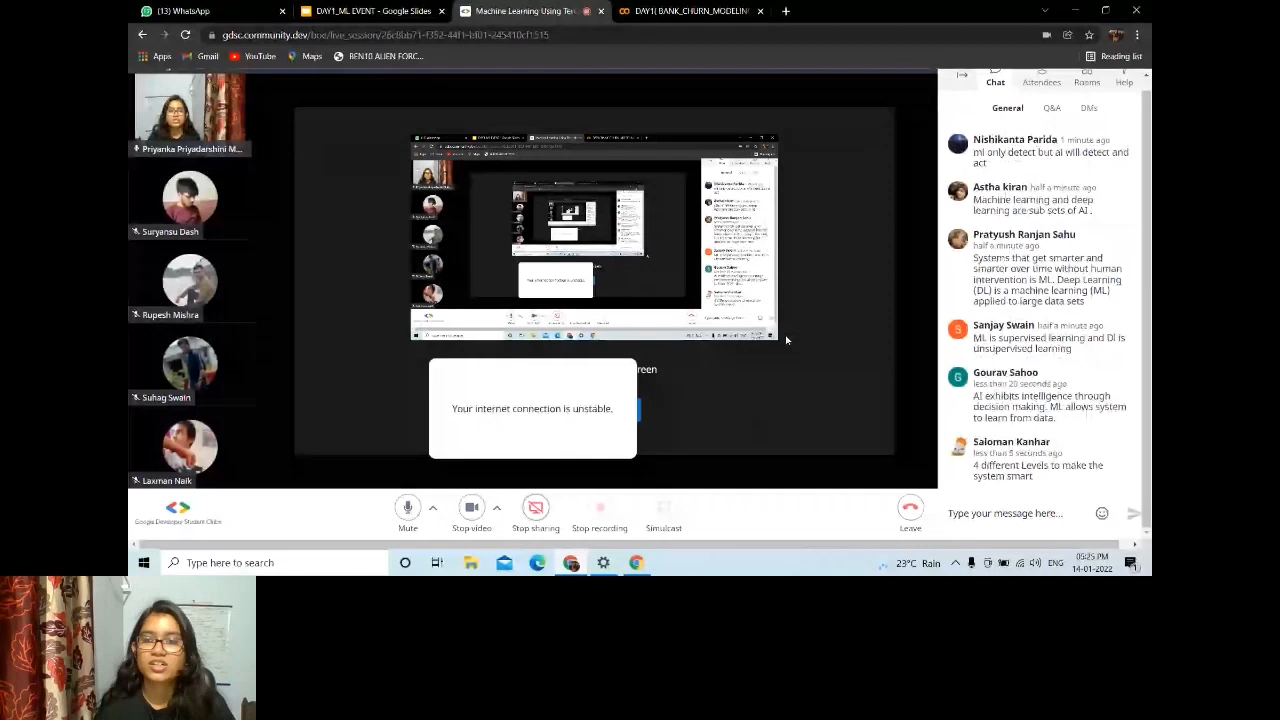 (13) WhatsApp
DAY1_ML EVENT - Google Slides
Machine Learning Using Ten
DAY1( BANK_CHURN_MODELING
Apps
Gmail
YouTube
Maps
BEN10 ALIEN FORC...
Reading list
Priyanka Priyadarshini M...
Suryansu Dash
Rupesh Mishra
Suhag Swain
Laxman Naik
Your internet connection is unstable.
reen
Chat
Attendees
Rooms
Help
General
Q&A
DMs
Nishikanta Parida 1 minute ago
ml only detect but ai will detect and
act
Astha kiran half a minute ago
Machine learning and deep
learning are sub sets of AI .
Pratyush Ranjan Sahu
half a minute ago
Systems that get smarter and
smarter over time without human
intervention is ML. Deep Learning
(DL) is a machine learning (ML)
applied to large data sets
Sanjay Swain half a minute ago
ML is supervised learning and Dl is
unsupervised learning
Gourav Sahoo
less than 20 seconds ago
AI exhibits intelligence through
decision making. ML allows system
to learn from data.
Saloman Kanhar
less than 5 seconds ago
4 different Levels to make the
system smart
Type your message here...
Google Developer Student Clubs
Mute
Stop video
Stop sharing
Stop recording
Simulcast
Leave
Type here to search
23°C Rain
ENG
05:25 PM
14-01-2022